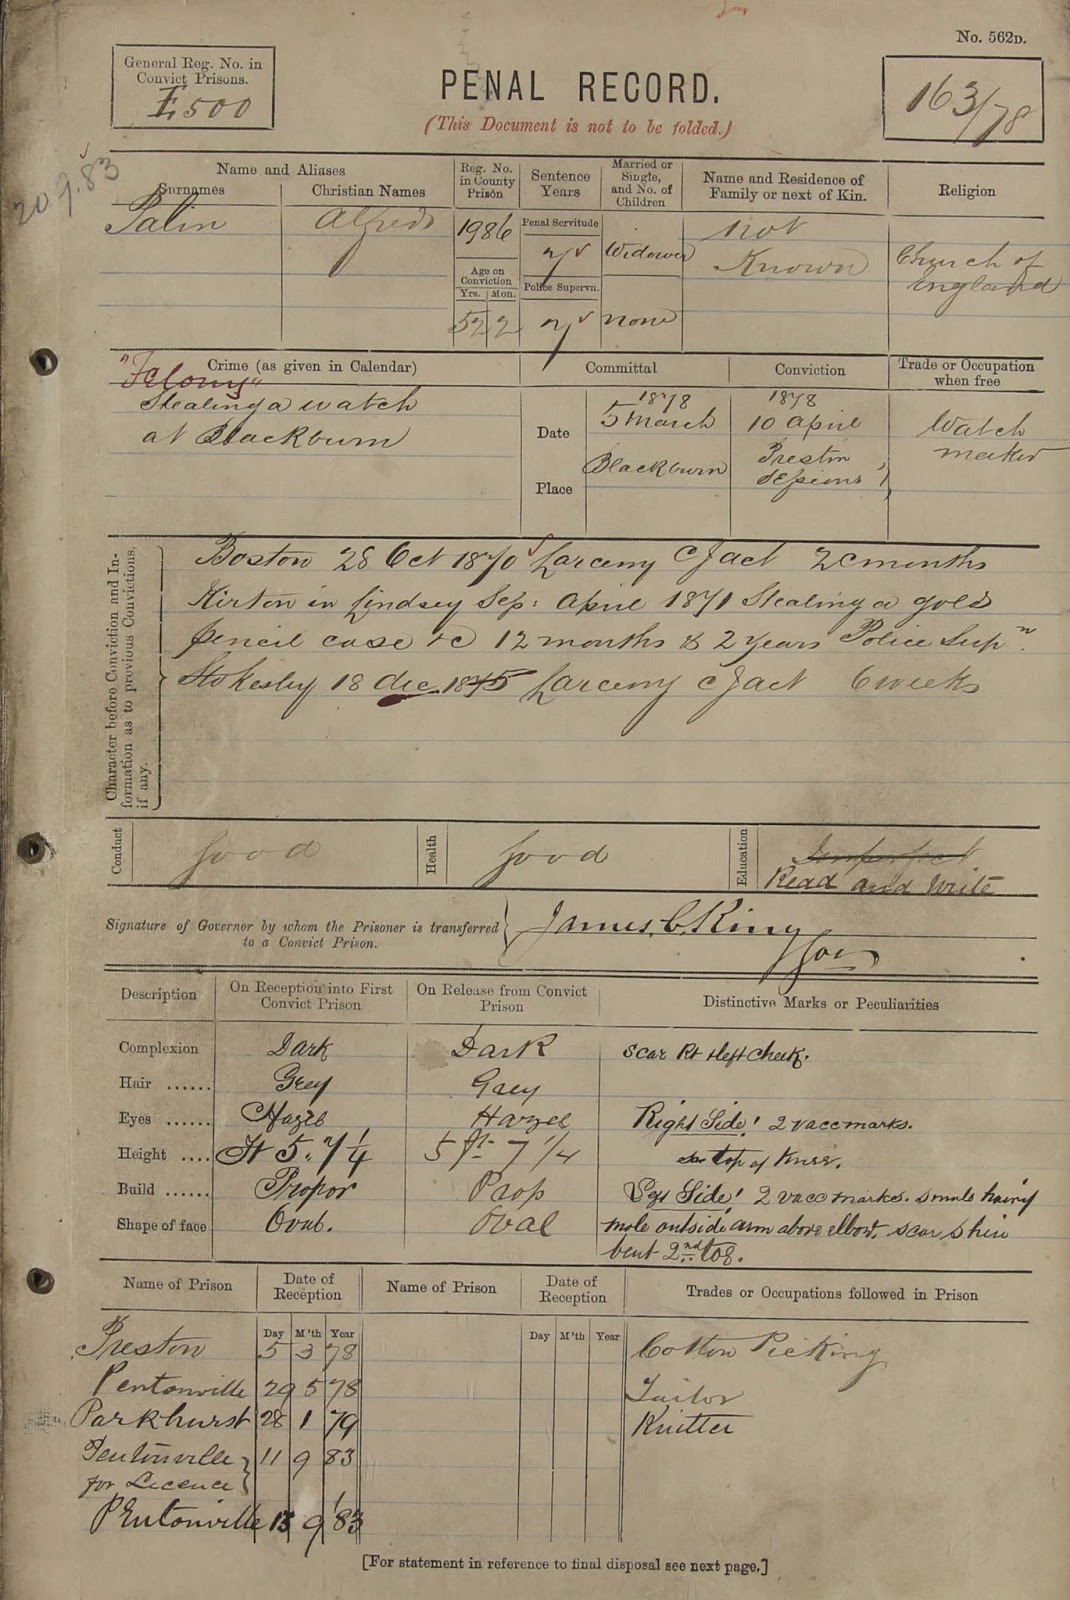 No. 562D.
General Reg. No. in
Convict Prisons.
E500
PENAL RECORD.
(This Document is not to be folded.)
163/78
20.9.83
Name and Aliases
Surnames
Christian Names
Reg. No.
in County
Prison
Sentence
Years
Married or
Single,
and No. of
Children
Name and Residence of
Family or next of Kin.
Religion
Palin
Alfred
1986
Penal Servitude
7
Widower
not
Known
Church of
England
Age on
Conviction
Yrs. Mon.
52 2
Police Supervn.
7
none
Crime (as given in Calendar)
Committal
Conviction
Trade or Occupation
when free
"Felony"
Stealing a watch
at Blackburn
Date
1878
5 March
1878
10 April
Watch
maker
Place
Blackburn
Preston
Sessions
Character before Conviction and In-
formation as to previous Convictions,
if any.
Boston 28 Oct 1870 Larceny
months
Kirton in Lindsey Sep: April 1871 Stealing a gold
pencil case &c 12 months & 2 years Police Supn.
Stokesley 18 Dec. 1875 Larceny 6 weeks
Conduct
good
Health
good
Education
Imperfect
Read and Write
Signature of Governor by whom the Prisoner is transferred
to a Convict Prison.
James C. King
Gov
Description
On Reception into First
Convict Prison
On Release from Convict
Prison
Distinctive Marks or Peculiarities
Complexion Dark Dark Scar Rt & left cheek.
Hair ...... Grey Grey
Eyes ...... Hazel Hazel Right Side! 2 vacc marks.
Height .... Ft 5. 7 1/4 5 ft 7 1/4 top of Knee.
Build ...... Propor Prop Side! 2 vacc marks. small hairy
Shape of face Oval. Oval mole outside arm above elbow, scar shin
bent 2nd toe.
Name of Prison
Date of
Reception
Name of Prison
Date of
Reception
Trades or Occupations followed in Prison
Day M'th Year
Day M'th Year
Preston 5 3 78 Cotton Picking
Pentonville 29 5 78 Tailor
Parkhurst 28 1 79 Knitter
Pentonville 11 9 83
for Licence
Pentonville 13 9 83
[For statement in reference to final disposal see next page.]